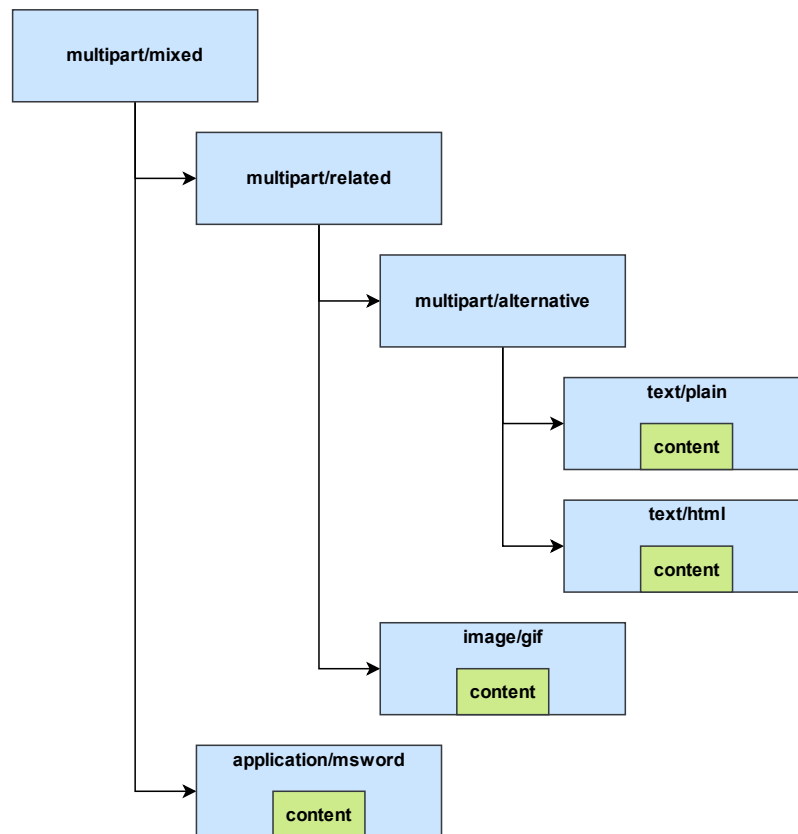 multipart/mixed
multipart/related
multipart/alternative
text/plain
content
text/html
content
image/gif
content
application/msword
content